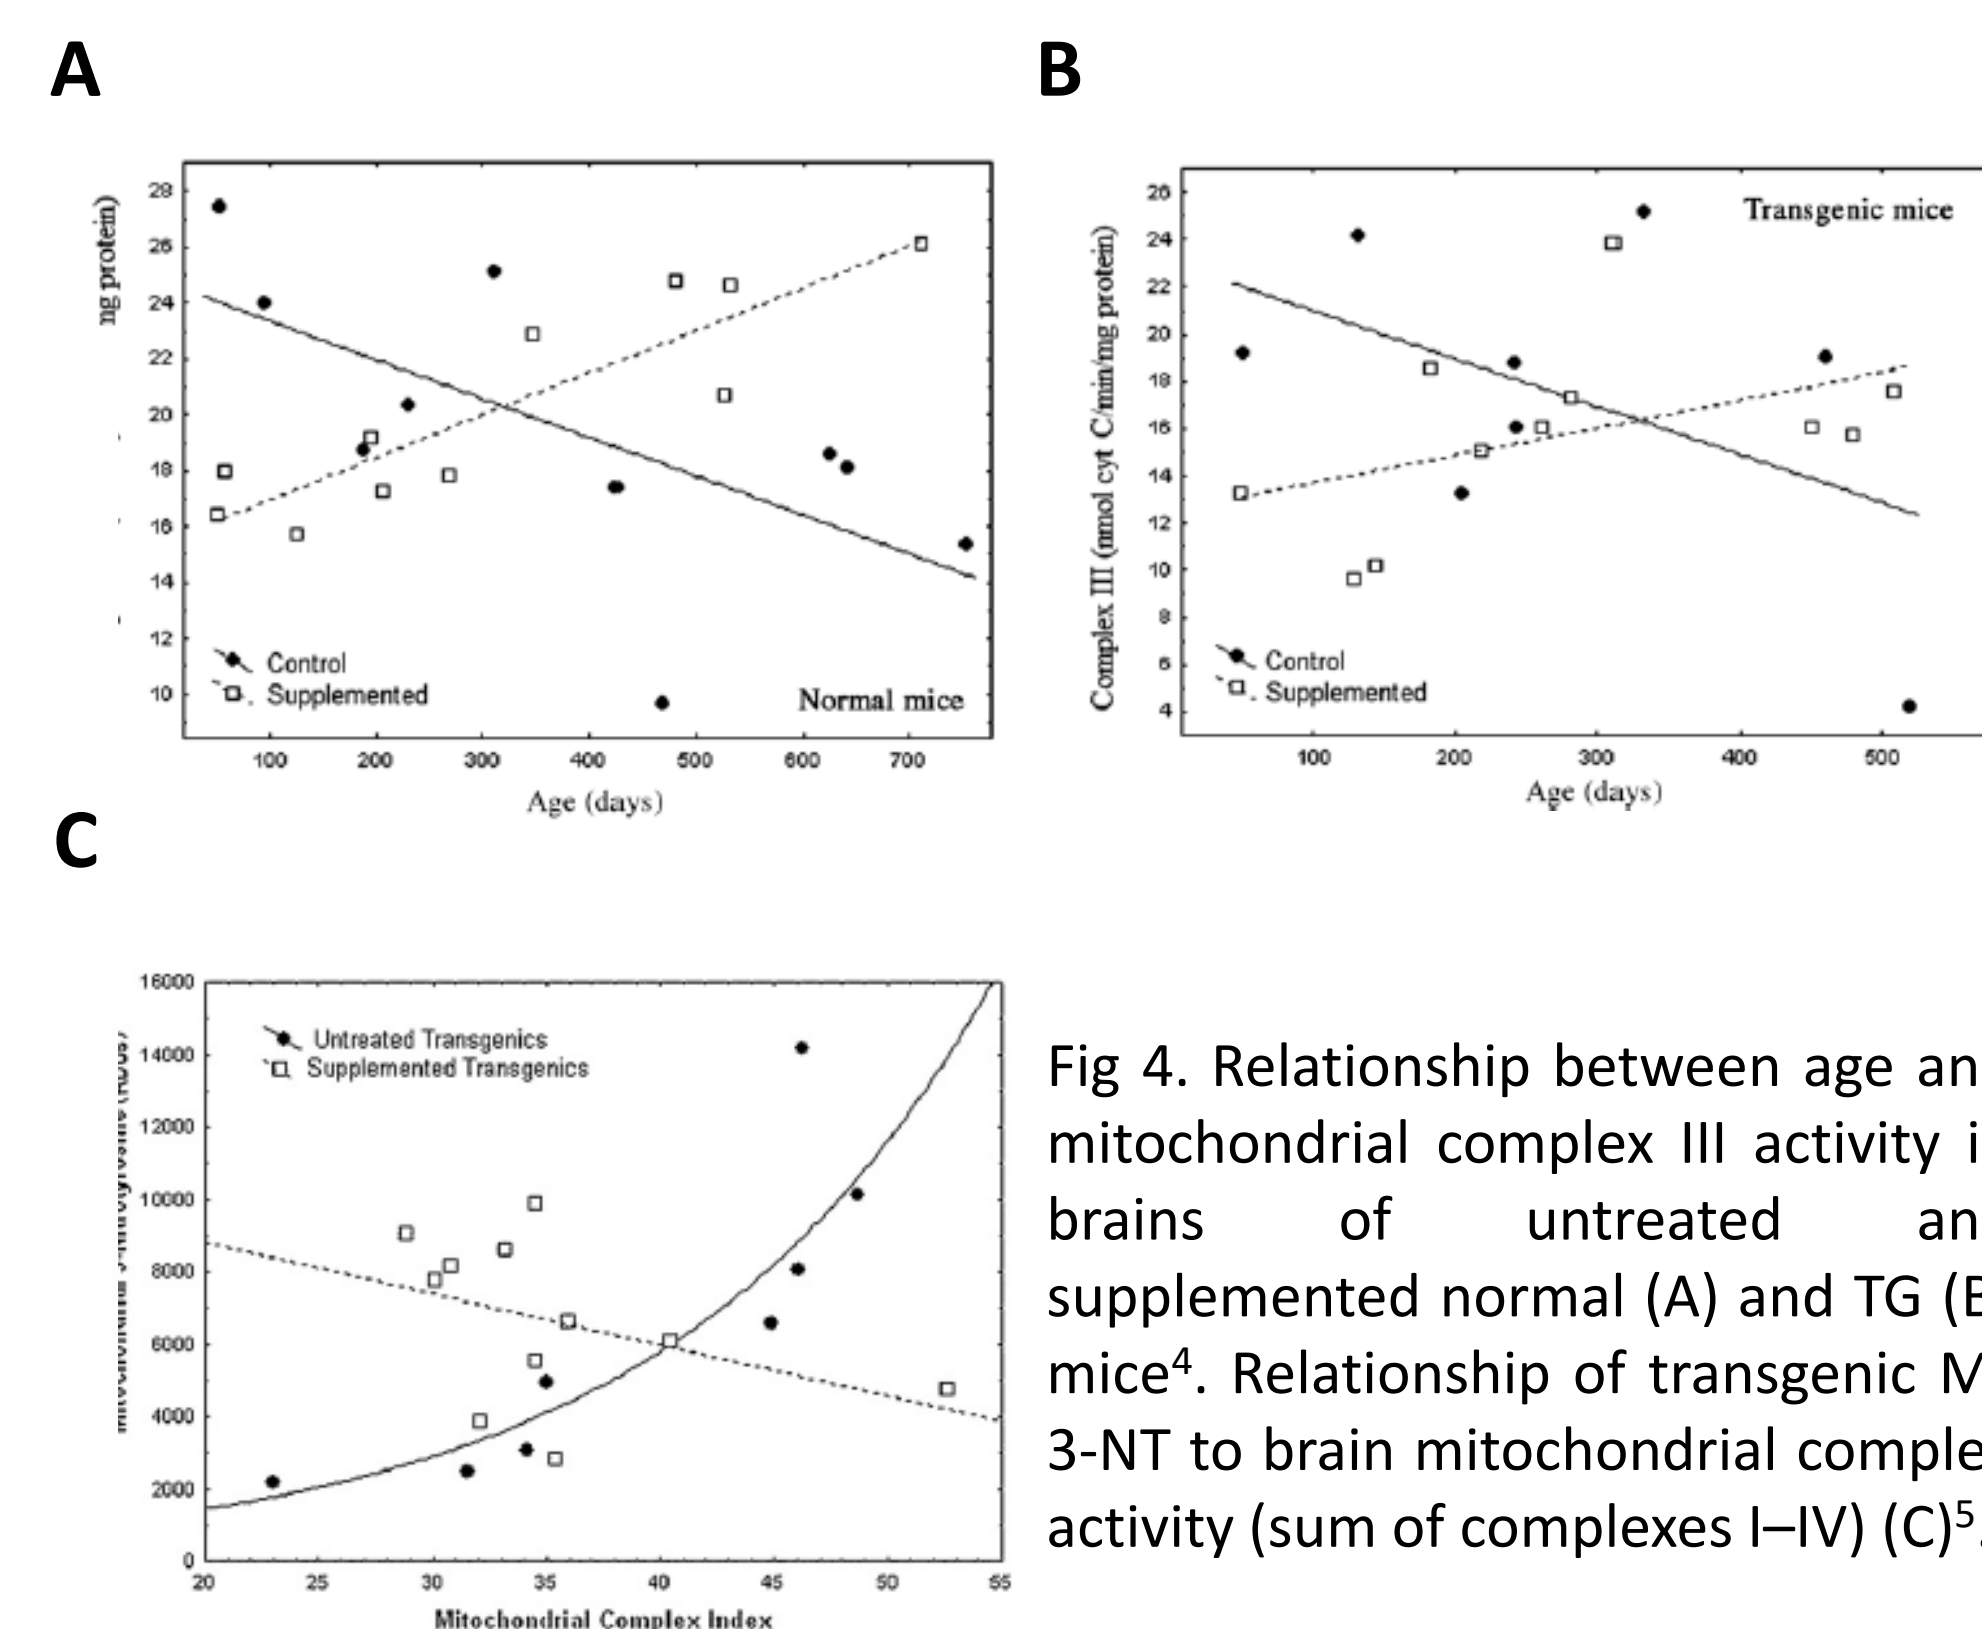 A
B
ng protein)
28
26
24
22
20
18
16
14
12
10
Control
Supplemented
Normal mice
100 200 300 400 500 600 700
Age (days)
Complex III (nmol cyt C/min/mg protein)
26
24
22
20
18
16
14
12
10
8
6
4
Transgenic mice
Control
Supplemented
100 200 300 400 500
Age (days)
C
16000
14000
12000
10000
8000
6000
4000
2000
0
Untreated Transgenics
Supplemented Transgenics
20 25 30 35 40 45 50 55
Mitochondrial Complex Index
Fig 4. Relationship between age an
mitochondrial complex III activity i
brains of untreated an
supplemented normal (A) and TG (B
mice⁴. Relationship of transgenic M
3-NT to brain mitochondrial comple
activity (sum of complexes I–IV) (C)⁵.